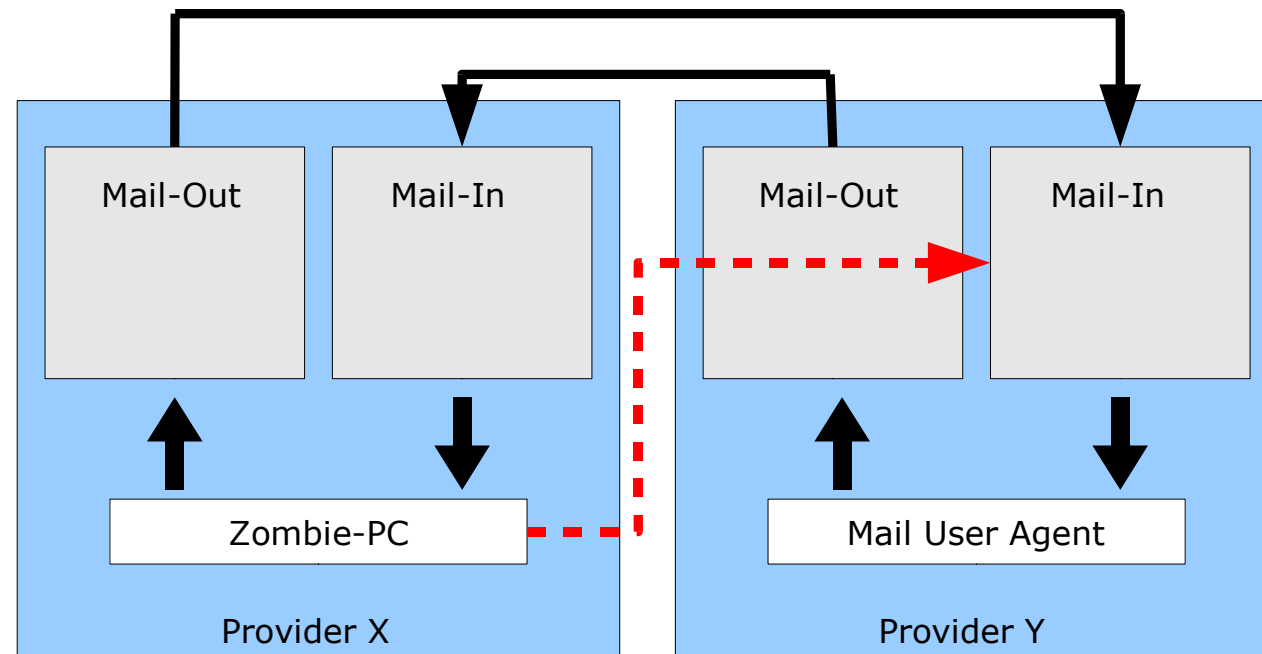 Mail-Out
Mail-In
Zombie-PC
Provider X
Mail-Out
Mail-In
Mail User Agent
Provider Y